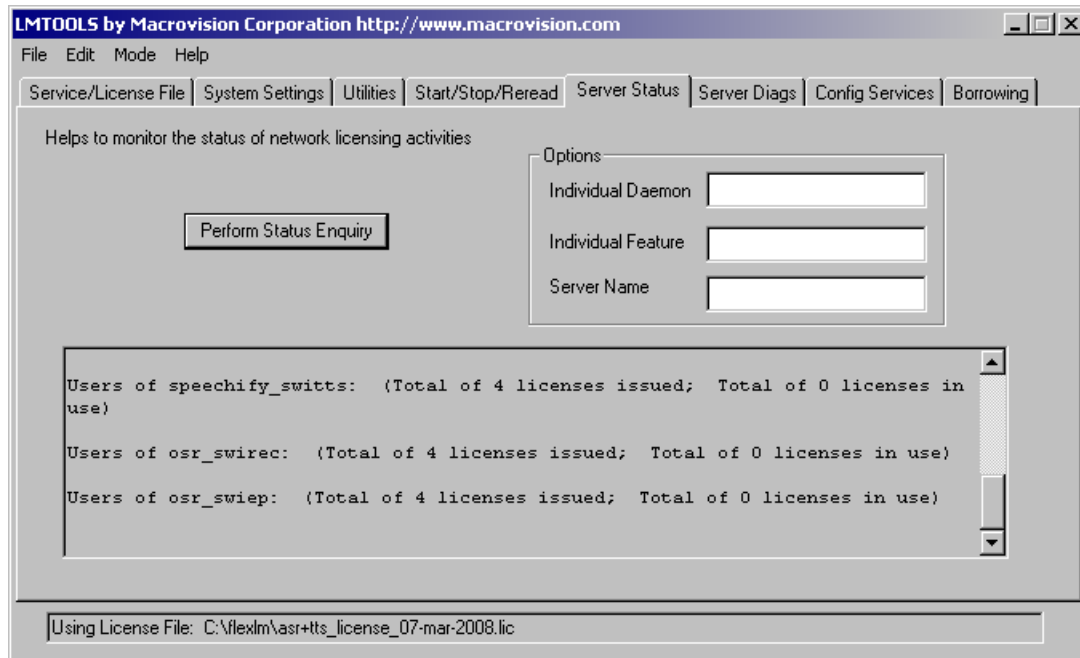 LMTOOLS by Macrovision Corporation http://www.macrovision.com
File Edit Mode Help
Service/License File System Settings Utilities Start/Stop/Reread Server Status Server Diags Config Services Borrowing
Helps to monitor the status of network licensing activities
Options
Individual Daemon
Perform Status Enquiry
Individual Feature
Server Name
Users of speechify_switts:  (Total of 4 licenses issued;  Total of 0 licenses in
use)
Users of osr_swirec:  (Total of 4 licenses issued;  Total of 0 licenses in use)
Users of osr_swiep:  (Total of 4 licenses issued;  Total of 0 licenses in use)
Using License File:  C:\flexlm\asr+tts_license_07-mar-2008.lic